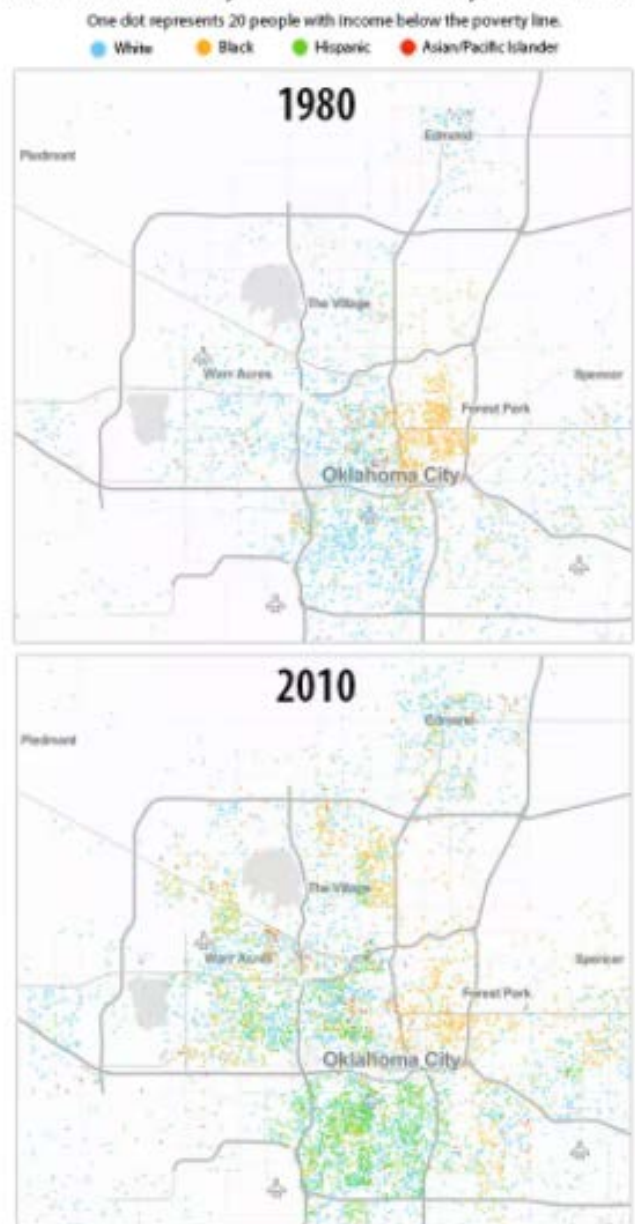 One dot represents 20 people with income below the poverty line.
White Black Hispanic Asian/Pacific Islander
1980
Edmond
Piedmont
The Village
Warr Acres
Spencer
Forest Park
Oklahoma City
2010
Edmond
Piedmont
The Village
Warr Acres
Spencer
Forest Park
Oklahoma City